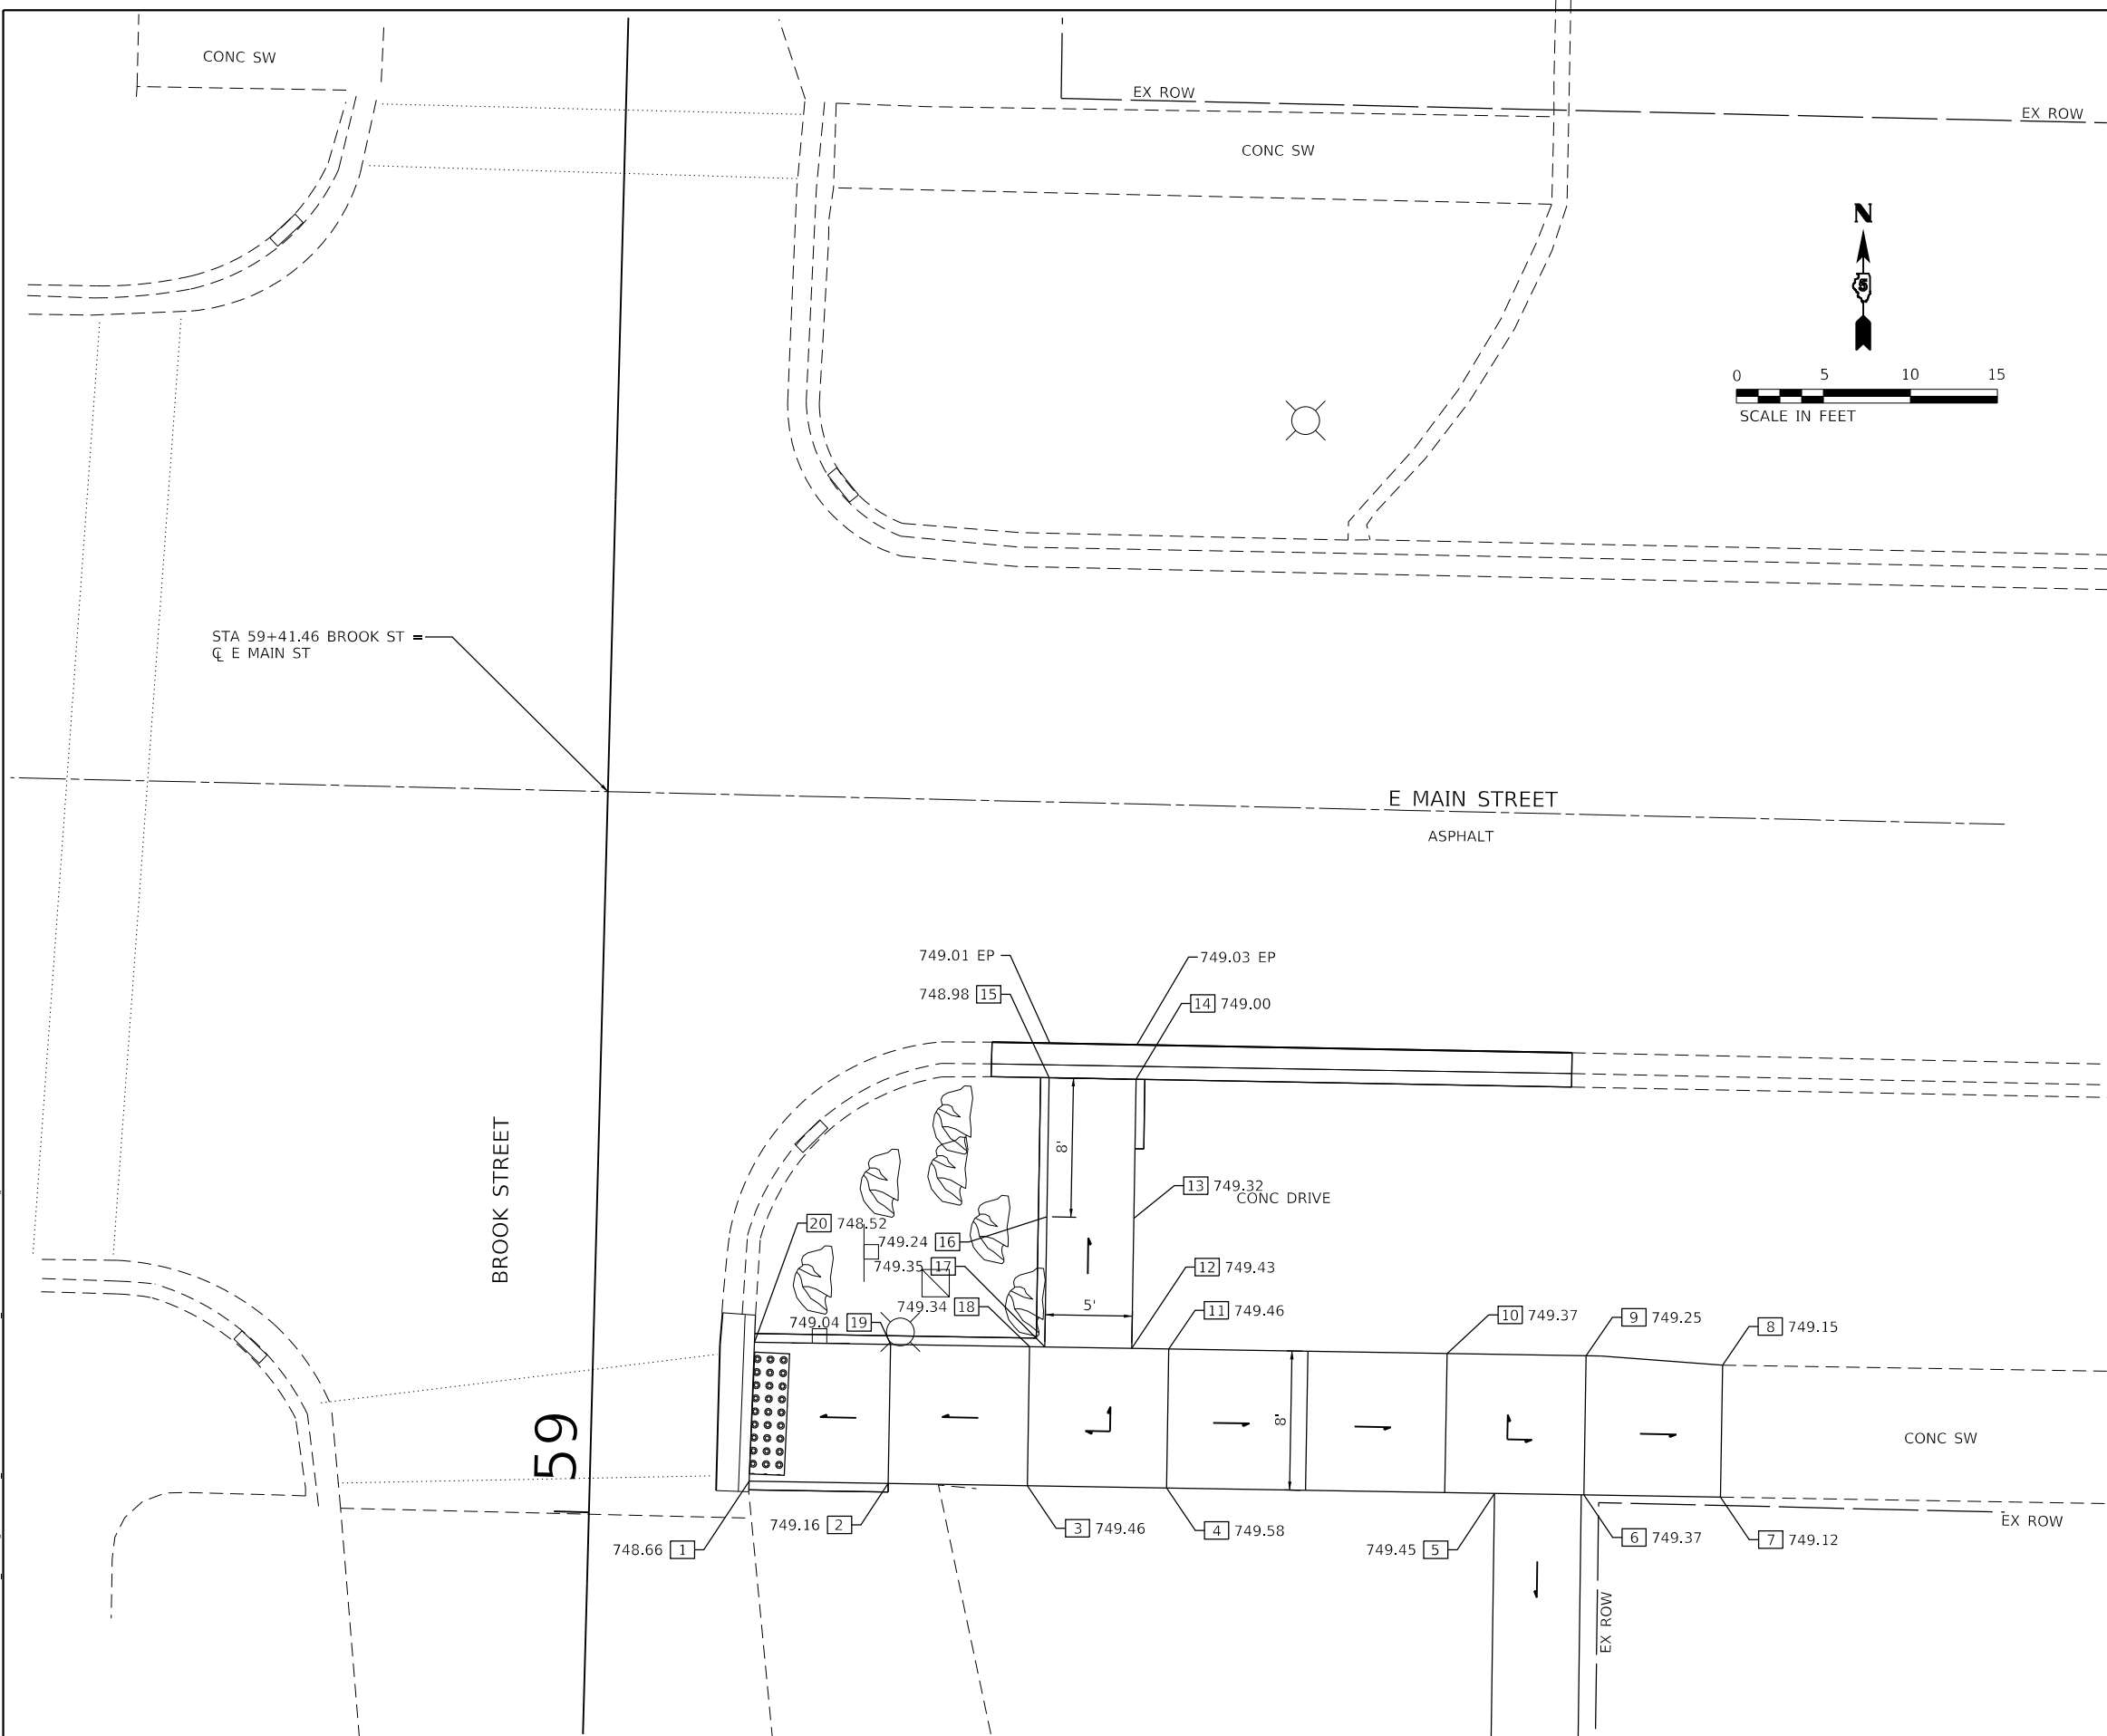 CONC SW
EX ROW
EX ROW
CONC SW
N
5
0 5 10 15
SCALE IN FEET
STA 59+41.46 BROOK ST =
℄ E MAIN ST
E MAIN STREET
ASPHALT
749.01 EP
749.03 EP
748.98 15
14 749.00
8'
BROOK STREET
13 749.32
CONC DRIVE
20 748.52
749.24 16
749.35 17
12 749.43
749.34 18
5'
11 749.46
749.04 19
10 749.37
9 749.25
8 749.15
59
8'
CONC SW
749.16 2
3 749.46
4 749.58
EX ROW
748.66 1
749.45 5
6 749.37
7 749.12
EX ROW